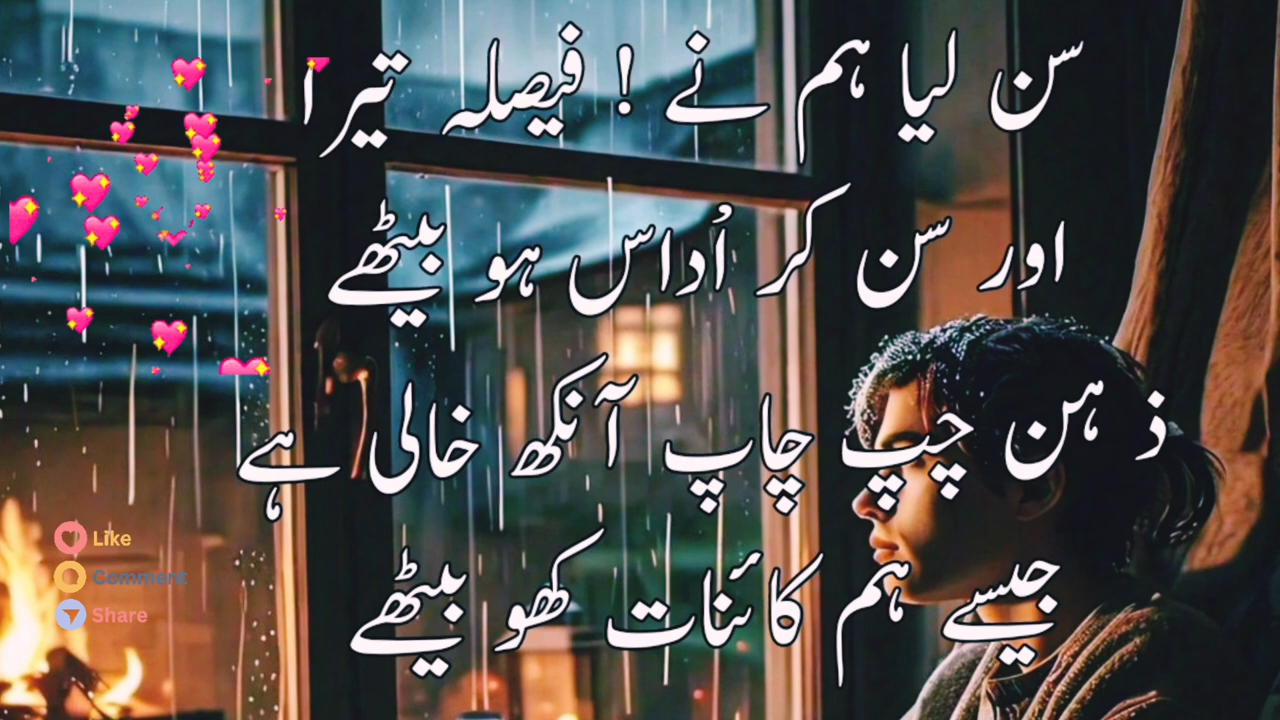 سن لیا ہم نے ! فیصلہ تیرا
اور سن کر اُداس ہو بیٹھے
ذہن چپ چاپ آنکھ خالی ہے
جیسے ہم کائنات کھو بیٹھے
Like
Comment
Share